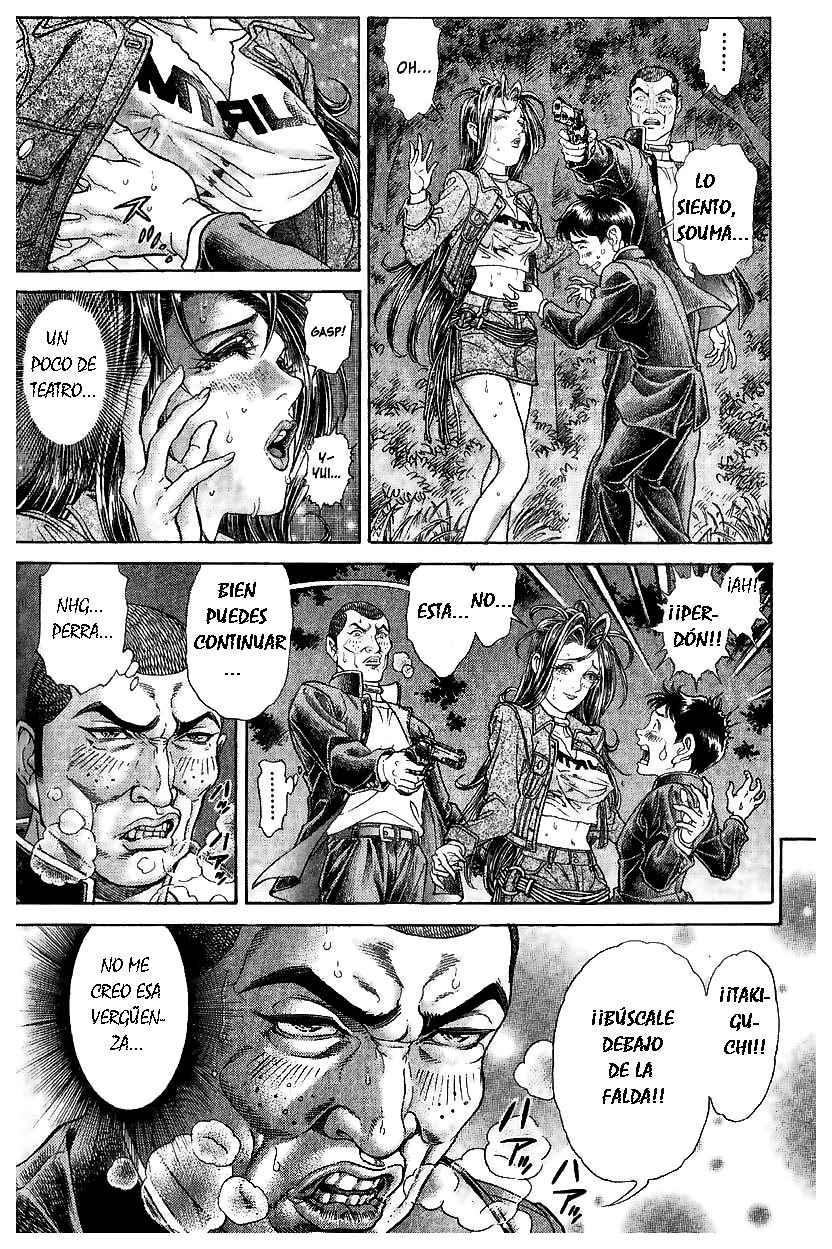 ......
OH...
LO
SIENTO,
SOUMA...
GASP!
Y-
YUI...
UN
POCO DE
TEATRO...
¡AH!
¡¡PER-
DÓN!!
NO...
ESTA...
......
BIEN
PUEDES
CONTINUAR
...
NHG...
PERRA...
¡¡TAKI-
GU-
CHI!!
¡¡BÚSCALE
DEBAJO
DE LA
FALDA!!
NO ME
CREO ESA
VERGÜEN-
ZA...